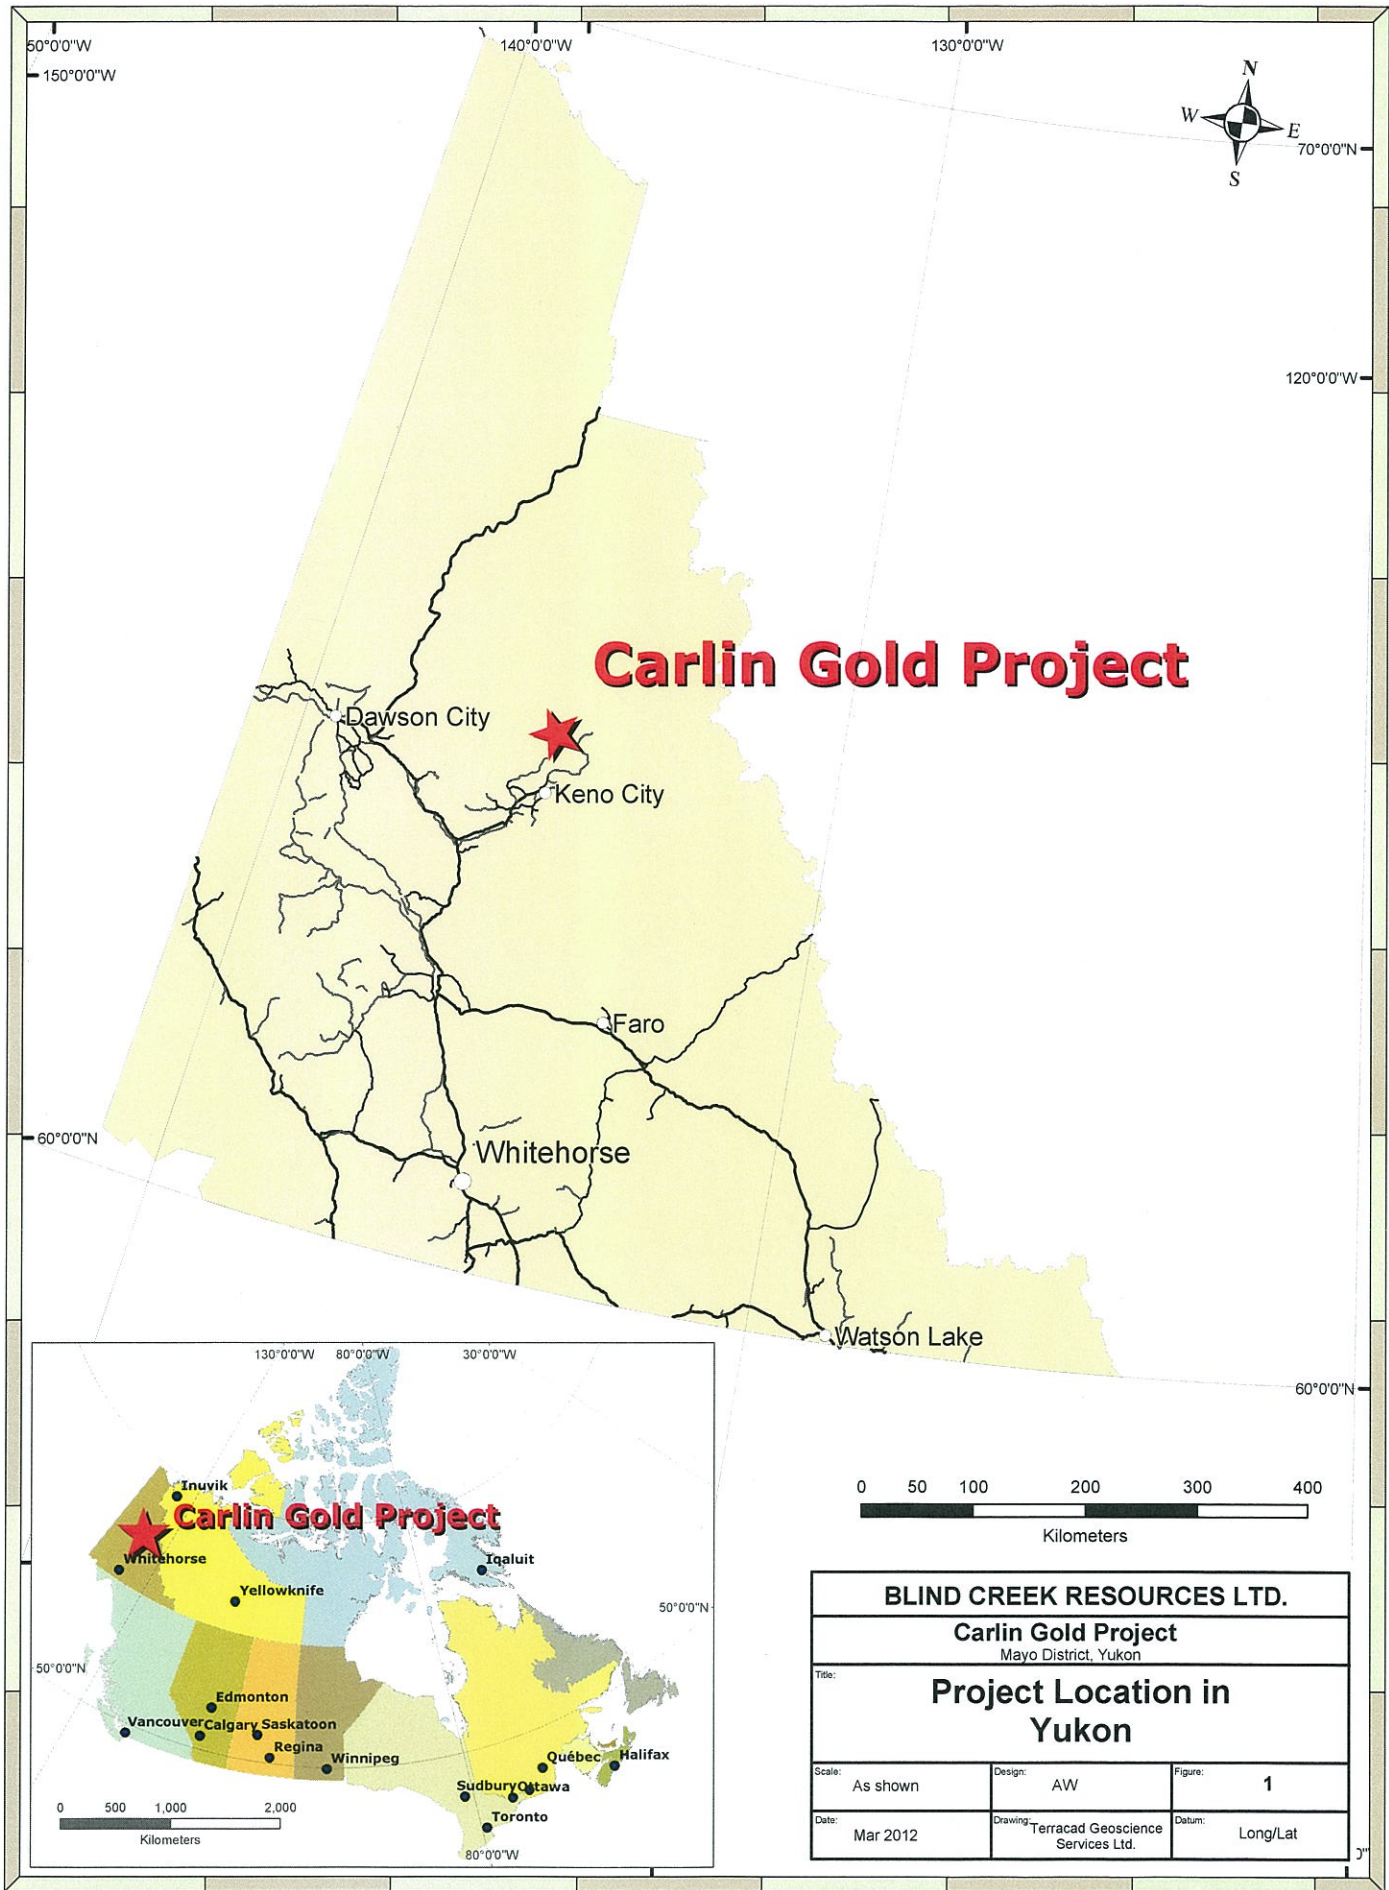 50°0'0"W
140°0'0"W
130°0'0"W
150°0'0"W
N
W
E
S
70°0'0"N
120°0'0"W
Carlin Gold Project
Dawson City
Keno City
Faro
60°0'0"N
Whitehorse
Watson Lake
60°0'0"N
130°0'0"W
80°0'0"W
30°0'0"W
Inuvik
Carlin Gold Project
Whitehorse
Iqaluit
Yellowknife
50°0'0"N
50°0'0"N
Edmonton
Vancouver
Calgary
Saskatoon
Regina
Winnipeg
Québec
Halifax
Sudbury
Ottawa
Toronto
80°0'0"W
0 500 1,000 2,000
Kilometers
0 50 100 200 300 400
Kilometers
BLIND CREEK RESOURCES LTD.
Carlin Gold Project
Mayo District, Yukon
Title:
Project Location in
Yukon
Scale:
As shown
Design:
AW
Figure:
1
Date:
Mar 2012
Drawing:
Terracad Geoscience
Services Ltd.
Datum:
Long/Lat